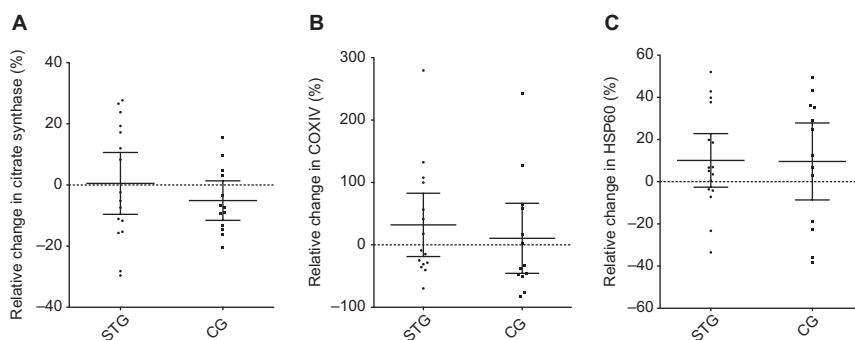 A
Relative change in citrate synthase (%)
40
20
0
–20
–40
STG
CG
B
Relative change in COXIV (%)
300
200
100
0
–100
STG
CG
C
Relative change in HSP60 (%)
60
40
20
0
–20
–40
–60
STG
CG